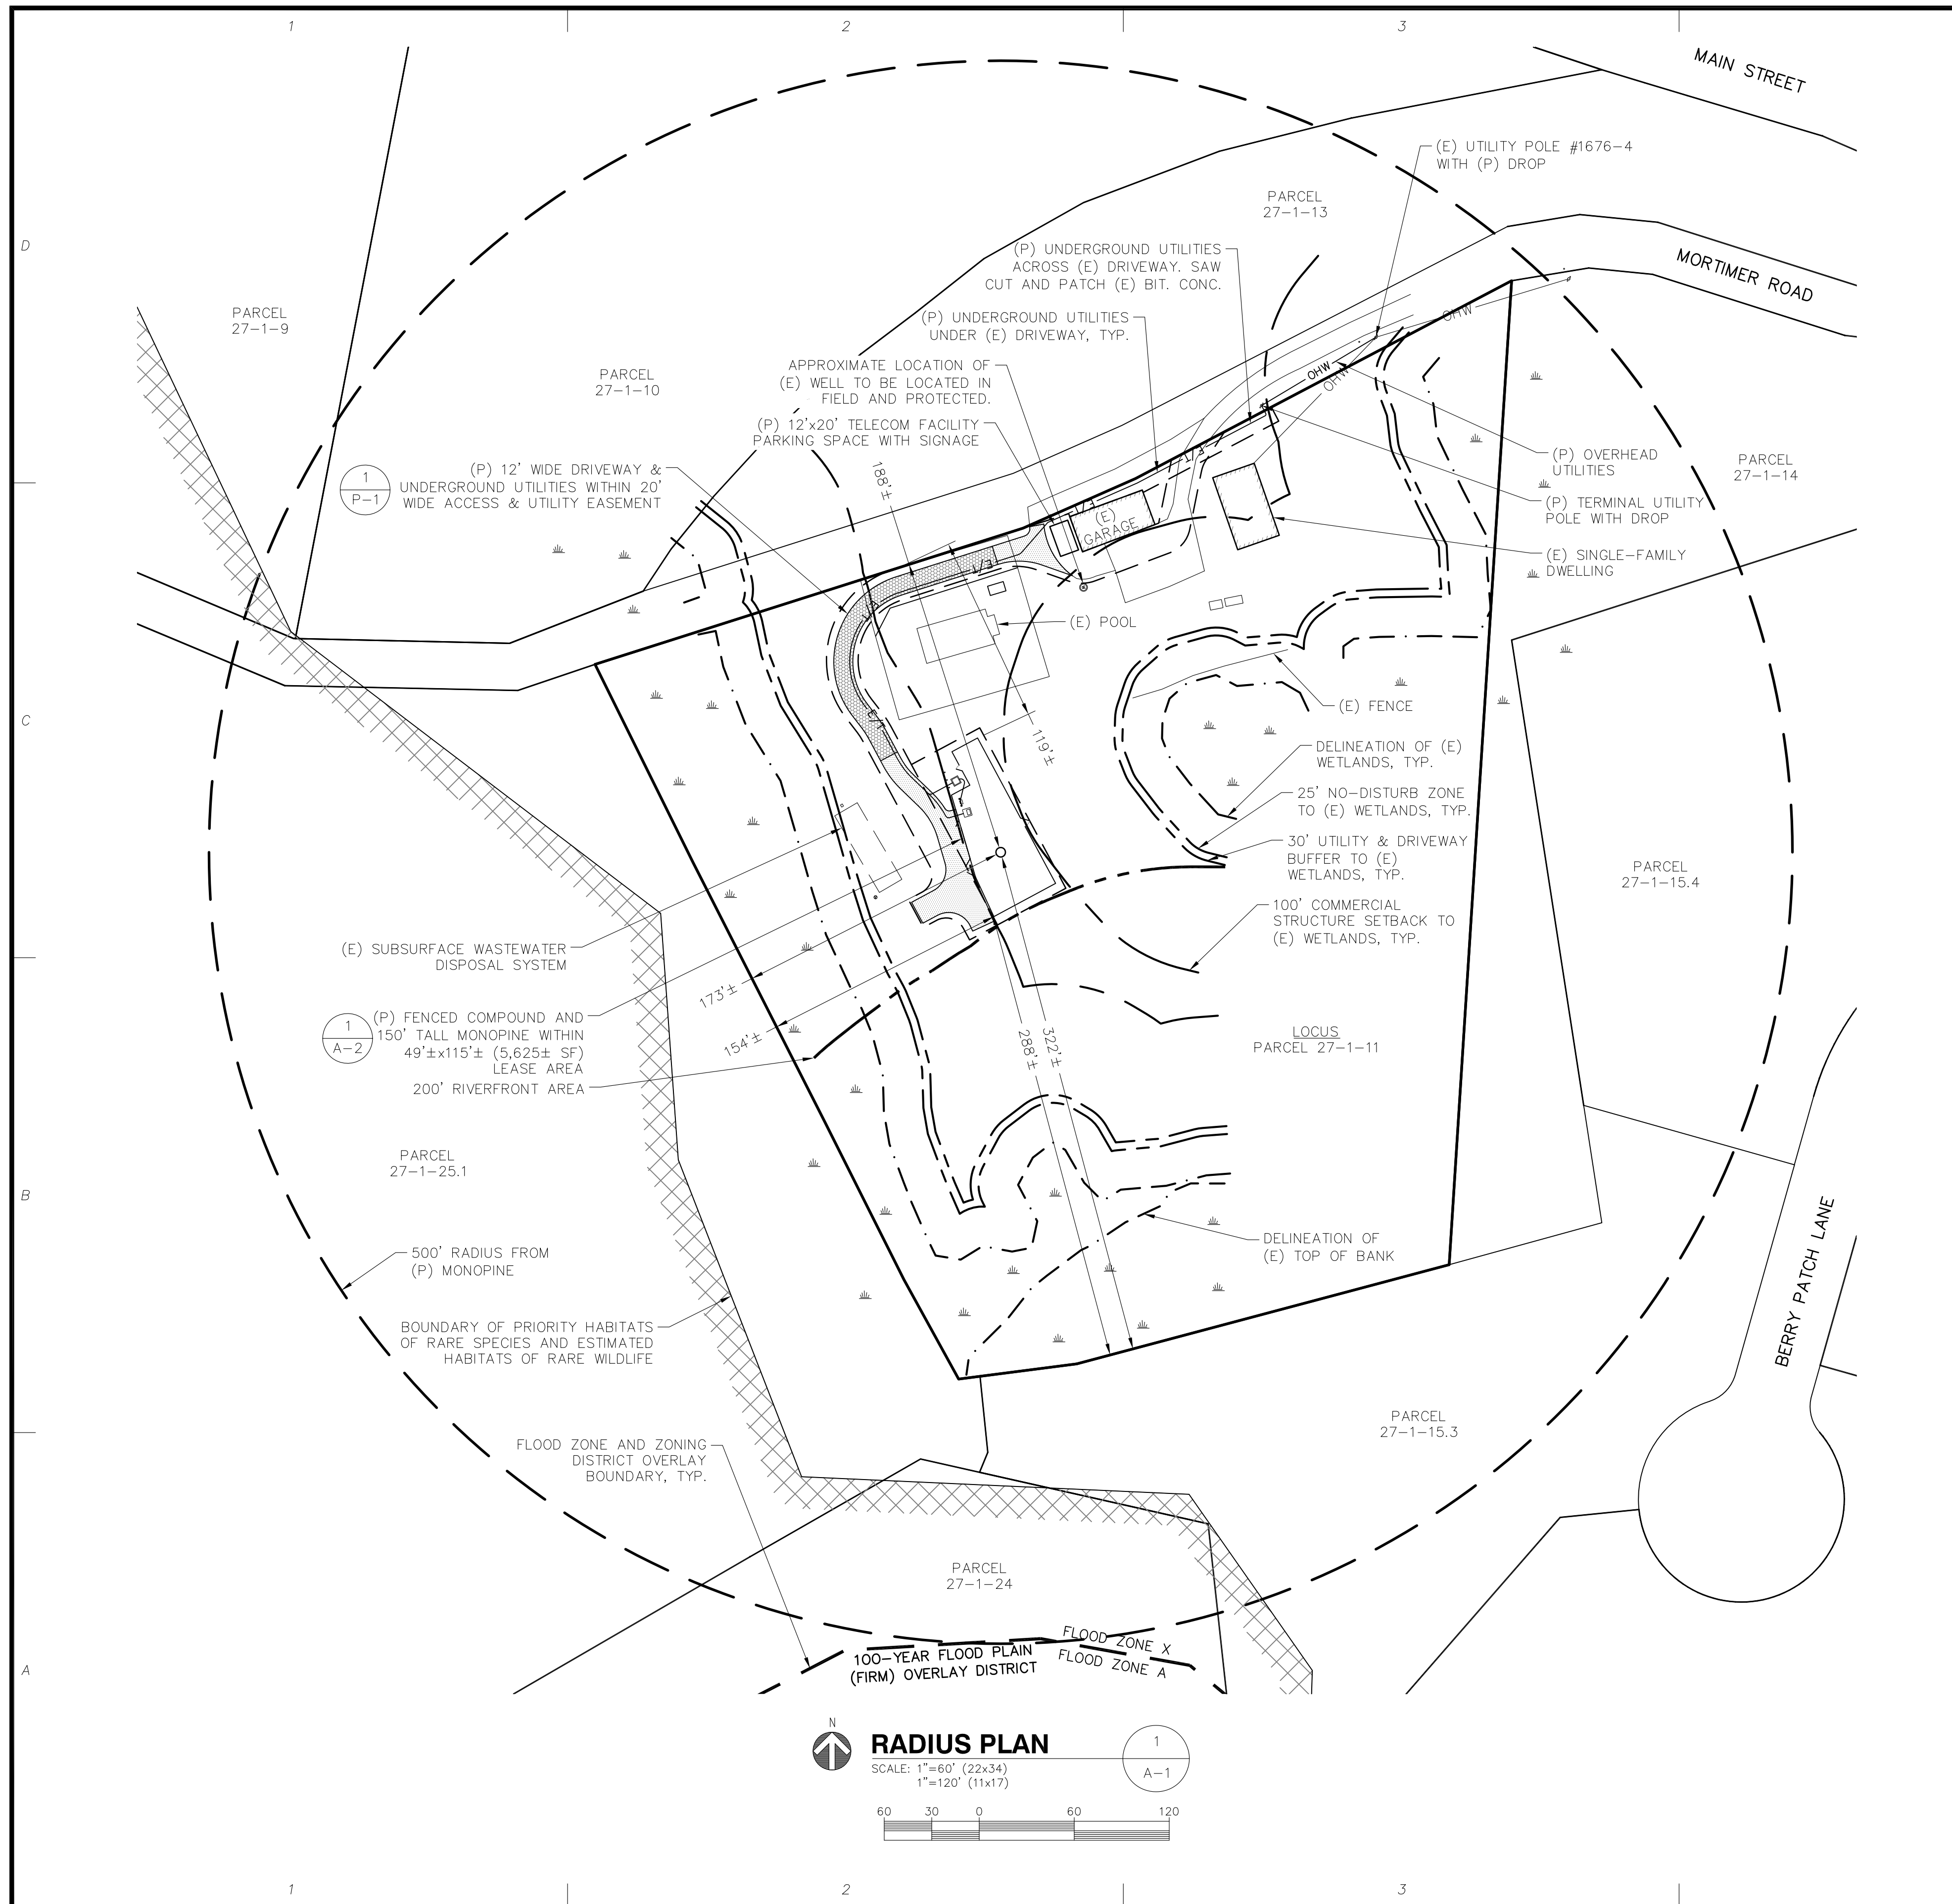 1
2
3
MAIN STREET
(E) UTILITY POLE #1676-4
WITH (P) DROP
PARCEL
27-1-13
D
(P) UNDERGROUND UTILITIES
ACROSS (E) DRIVEWAY. SAW
CUT AND PATCH (E) BIT. CONC.
MORTIMER ROAD
PARCEL
27-1-9
(P) UNDERGROUND UTILITIES
UNDER (E) DRIVEWAY, TYP.
OHW
OHW
OHW
APPROXIMATE LOCATION OF
(E) WELL TO BE LOCATED IN
FIELD AND PROTECTED.
PARCEL
27-1-10
(P) 12'x20' TELECOM FACILITY
PARKING SPACE WITH SIGNAGE
(P) 12' WIDE DRIVEWAY &
UNDERGROUND UTILITIES WITHIN 20'
WIDE ACCESS & UTILITY EASEMENT
1
P-1
188'±
E/T
E/T
E/T
E/T
E/T
(E)
GARAGE
(P) OVERHEAD
UTILITIES
PARCEL
27-1-14
(P) TERMINAL UTILITY
POLE WITH DROP
(E) SINGLE-FAMILY
DWELLING
(E) POOL
C
119'±
(E) FENCE
DELINEATION OF (E)
WETLANDS, TYP.
25' NO-DISTURB ZONE
TO (E) WETLANDS, TYP.
30' UTILITY & DRIVEWAY
BUFFER TO (E)
WETLANDS, TYP.
PARCEL
27-1-15.4
100' COMMERCIAL
STRUCTURE SETBACK TO
(E) WETLANDS, TYP.
(E) SUBSURFACE WASTEWATER
DISPOSAL SYSTEM
173'±
154'±
1
A-2
(P) FENCED COMPOUND AND
150' TALL MONOPINE WITHIN
49'±x115'± (5,625± SF)
LEASE AREA
200' RIVERFRONT AREA
288'±
322'±
LOCUS
PARCEL 27-1-11
PARCEL
27-1-25.1
B
500' RADIUS FROM
(P) MONOPINE
DELINEATION OF
(E) TOP OF BANK
BERRY PATCH LANE
BOUNDARY OF PRIORITY HABITATS
OF RARE SPECIES AND ESTIMATED
HABITATS OF RARE WILDLIFE
PARCEL
27-1-15.3
FLOOD ZONE AND ZONING
DISTRICT OVERLAY
BOUNDARY, TYP.
PARCEL
27-1-24
A
FLOOD ZONE X
FLOOD ZONE A
100-YEAR FLOOD PLAIN
(FIRM) OVERLAY DISTRICT
N
RADIUS PLAN
SCALE: 1"=60' (22x34)
1"=120' (11x17)
1
A-1
60 30 0 60 120
1
2
3